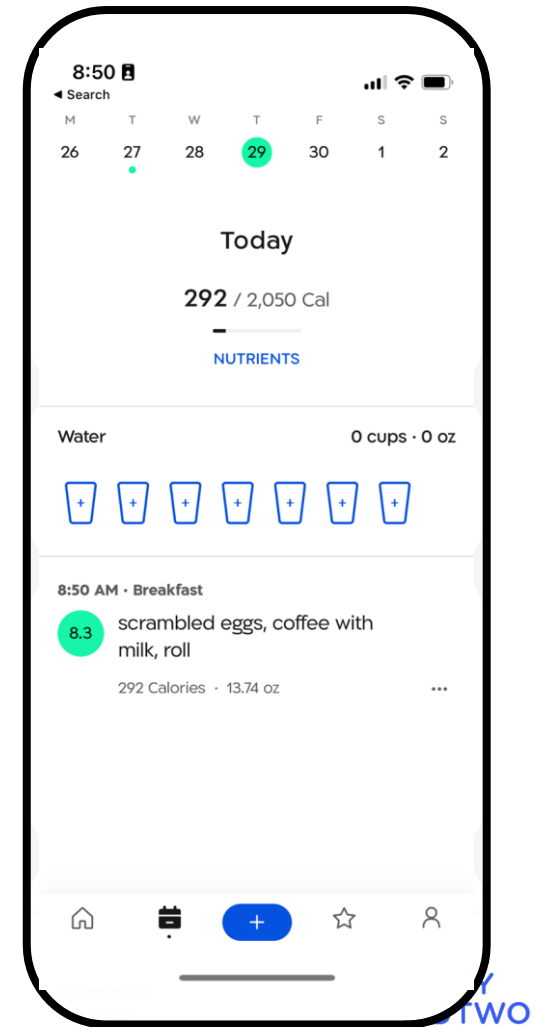 8:50
◀ Search
M T W T F S S
26 27 28 29 30 1 2
Today
292 / 2,050 Cal
NUTRIENTS
Water 0 cups · 0 oz
+ + + + + + +
8:50 AM · Breakfast
8.3 scrambled eggs, coffee with
milk, roll
292 Calories · 13.74 oz
+
Y
TWO